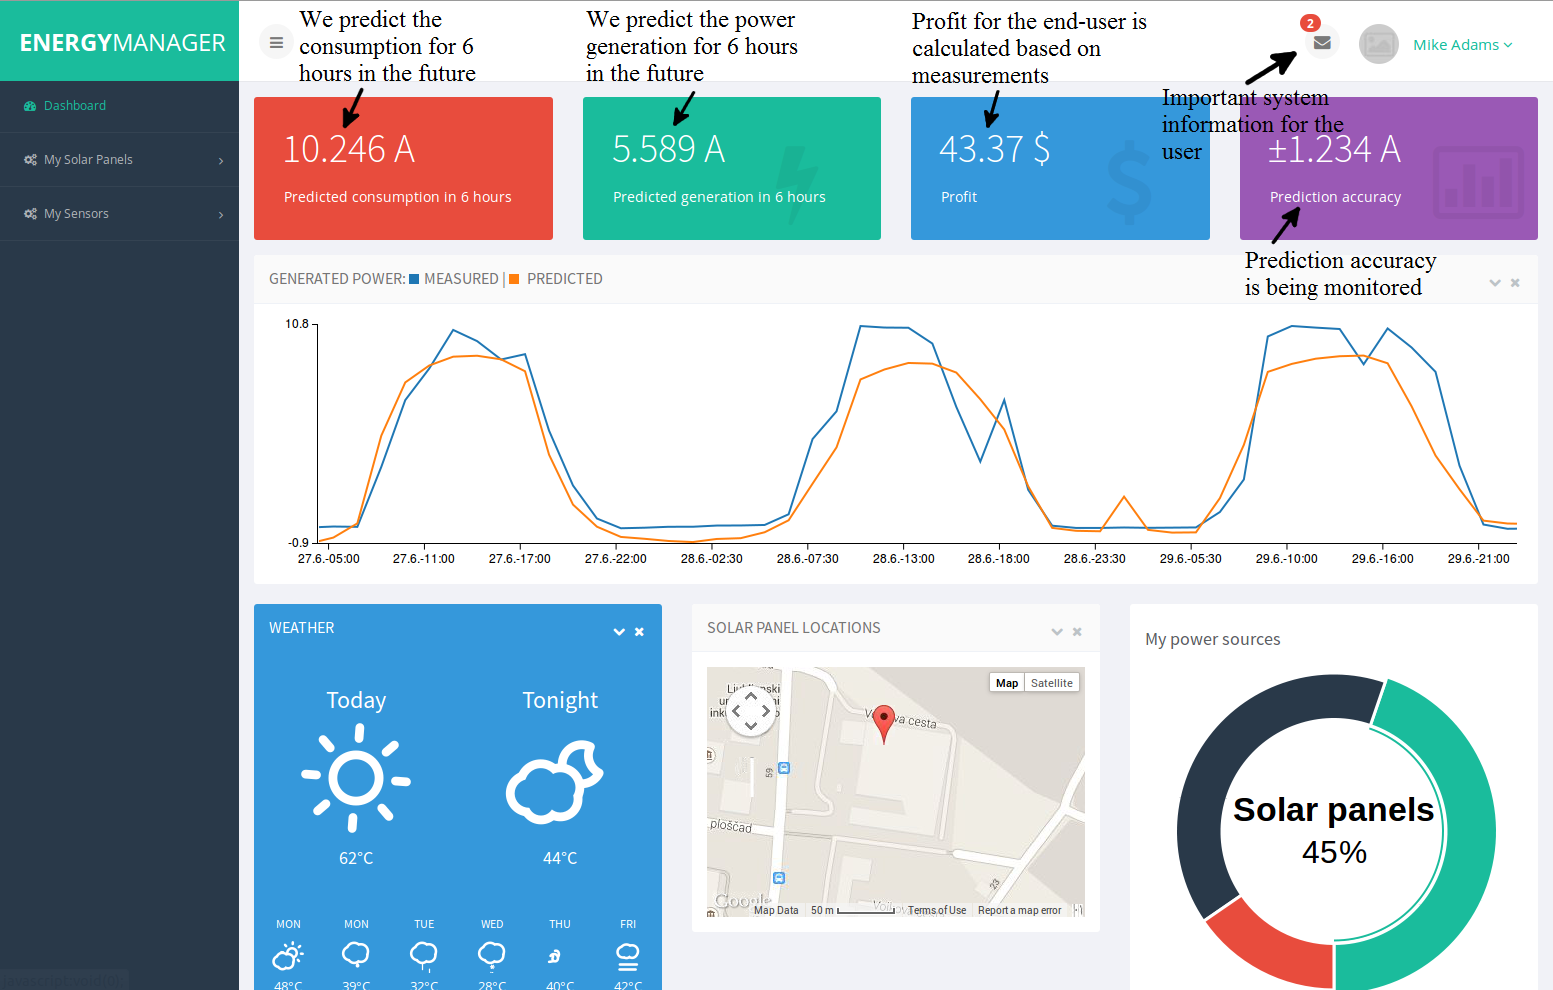 ENERGYMANAGER
We predict the
consumption for 6
hours in the future
We predict the power
generation for 6 hours
in the future
Profit for the end-user is
calculated based on
measurements
2
Mike Adams
Important system
information for the
user
Dashboard
My Solar Panels
My Sensors
10.246 A
Predicted consumption in 6 hours
5.589 A
Predicted generation in 6 hours
43.37 $
Profit
±1.234 A
Prediction accuracy
Prediction accuracy
is being monitored
GENERATED POWER: MEASURED | PREDICTED
10.8
-0.9
27.6.-05:00 27.6.-11:00 27.6.-17:00 27.6.-22:00 28.6.-02:30 28.6.-07:30 28.6.-13:00 28.6.-18:00 28.6.-23:30 29.6.-05:30 29.6.-10:00 29.6.-16:00 29.6.-21:00
WEATHER
Today Tonight
62°C 44°C
MON MON TUE WED THU FRI
48°C 39°C 32°C 28°C 40°C 42°C
SOLAR PANEL LOCATIONS
Map Satellite
cesta
59
ploščad
23
Google
Map Data 50 m Terms of Use Report a map error
My power sources
Solar panels
45%